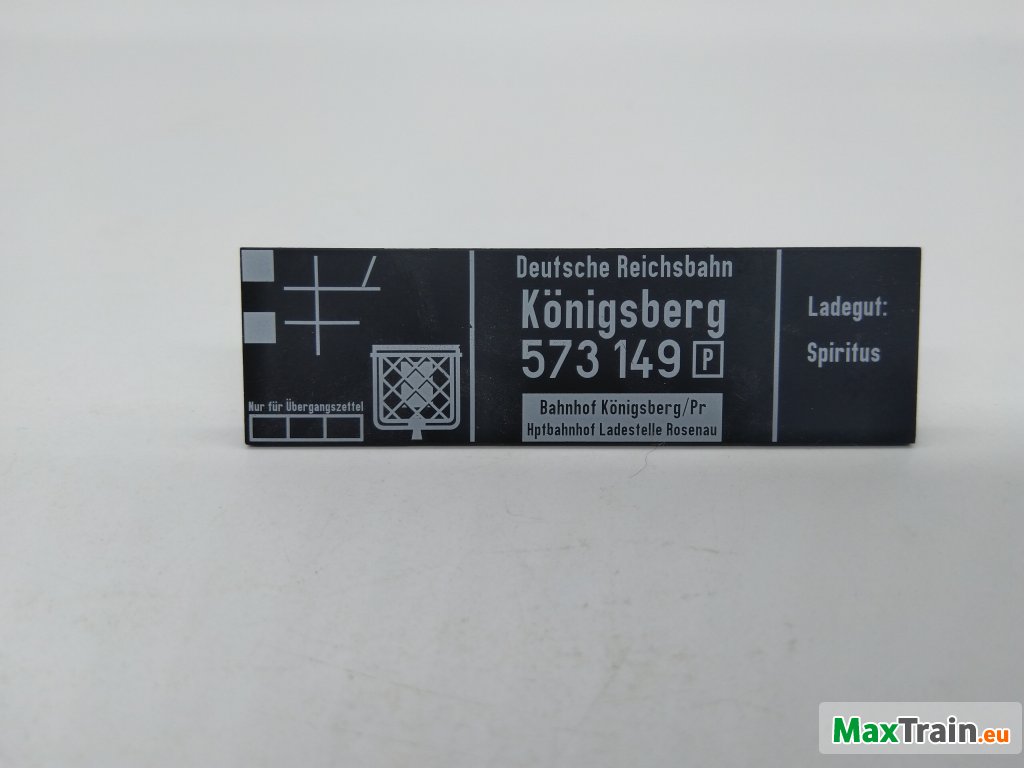 Nur für Übergangszettel
Deutsche Reichsbahn
Königsberg
573 149 P
Bahnhof Königsberg/Pr
Hptbahnhof Ladestelle Rosenau
Ladegut:
Spiritus
MaxTrain.eu